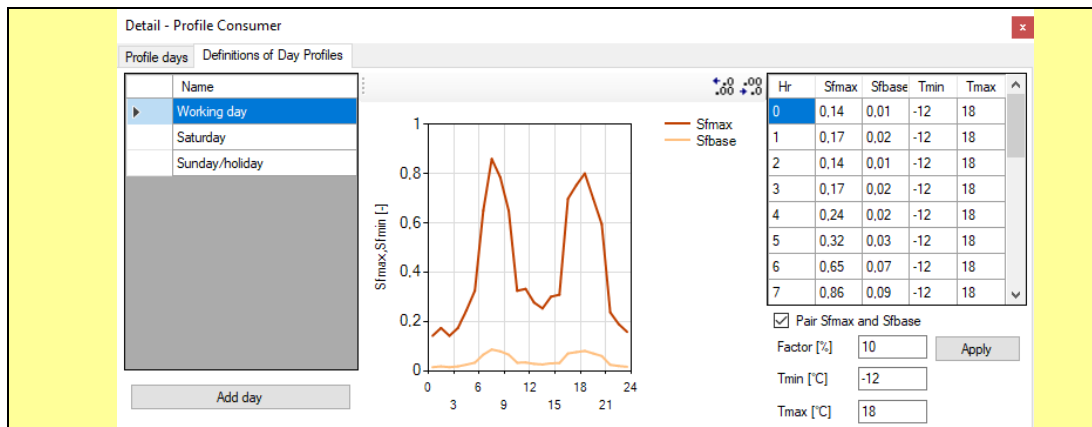 Detail - Profile Consumer
x
Profile days Definitions of Day Profiles
Name
Working day
Saturday
Sunday/holiday
Add day
←.0 .00
.00 →.0
Sfmax
Sfbase
Sfmax,Sfmin [-]
1
0,8
0,6
0,4
0,2
0
0 6 12 18 24
3 9 15 21
Hr Sfmax Sfbase Tmin Tmax
0 0,14 0,01 -12 18
1 0,17 0,02 -12 18
2 0,14 0,01 -12 18
3 0,17 0,02 -12 18
4 0,24 0,02 -12 18
5 0,32 0,03 -12 18
6 0,65 0,07 -12 18
7 0,86 0,09 -12 18
Pair Sfmax and Sfbase
Factor [%] 10 Apply
Tmin [°C] -12
Tmax [°C] 18